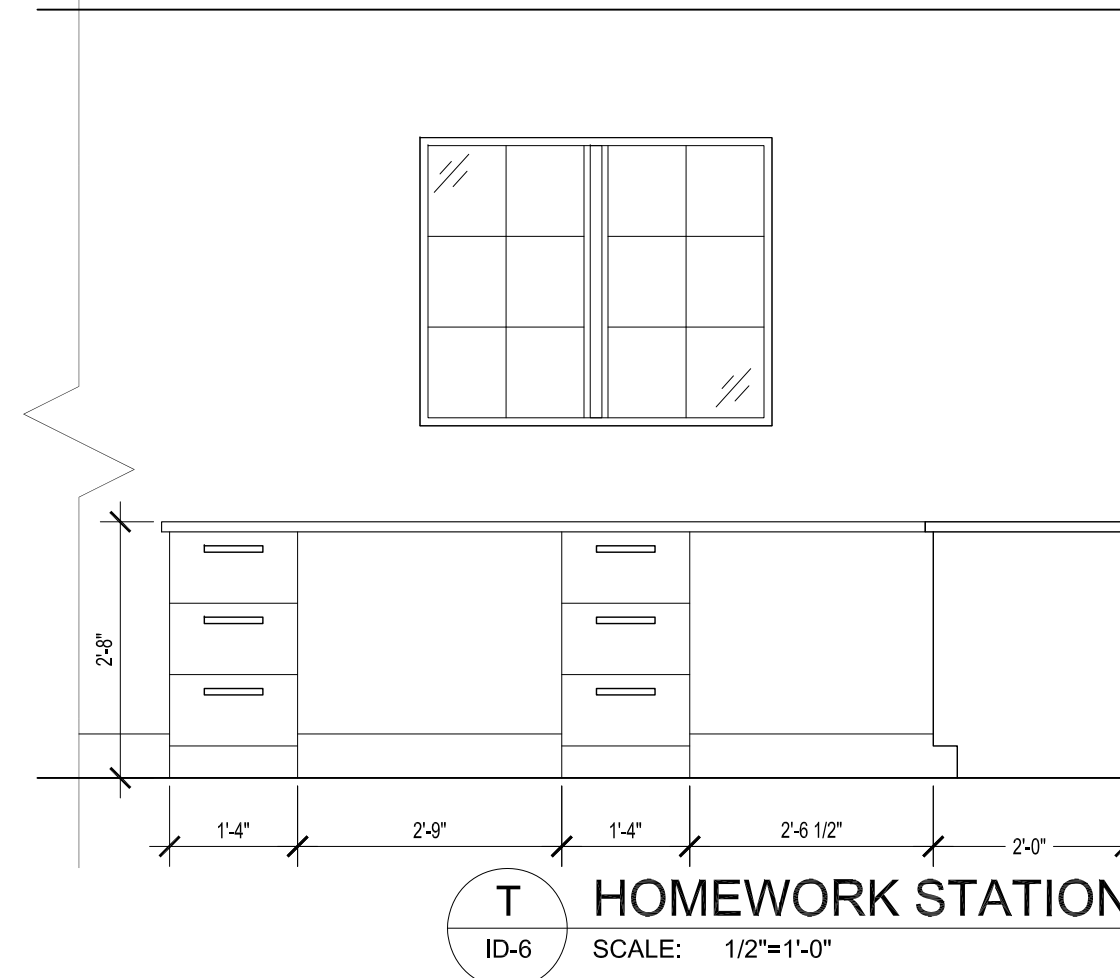 2'-8"
1'-4"
2'-9"
1'-4"
2'-6 1/2"
2'-0"
T
HOMEWORK STATION
ID-6
SCALE: 1/2"=1'-0"